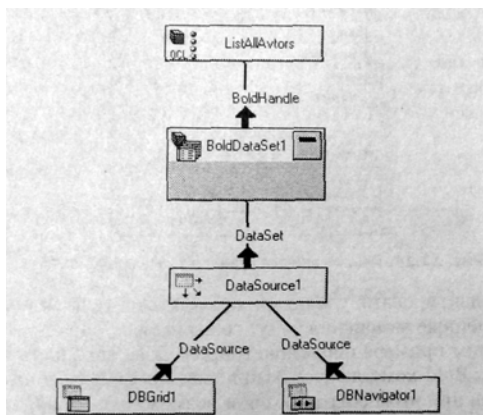 ListAllAvtors
OCL
BoldHandle
BoldDataSet1
DataSet
DataSource1
DataSource
DataSource
DBGrid1
DBNavigator1